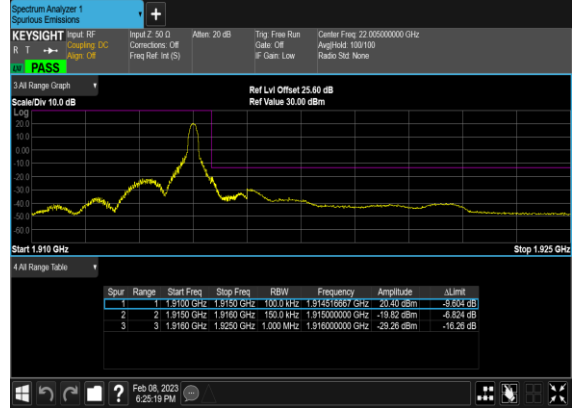 Spectrum Analyzer 1
Spurious Emissions
+
KEYSIGHT Input: RF Input Z: 50 Ω Atten: 20 dB Trig: Free Run Center Freq: 22.005000000 GHz
R T Coupling: DC Corrections: Off Gate: Off Avg|Hold: 100/100
Align: Off Freq Ref: Int (S) IF Gain: Low Radio Std: None
LW PASS
3 All Range Graph
Ref Lvl Offset 25.60 dB
Scale/Div 10.0 dB Ref Value 30.00 dBm
Log
20.0
10.0
0.00
-10.0
-20.0
-30.0
-40.0
-50.0
-60.0
Start 1.910 GHz Stop 1.925 GHz
4 All Range Table
Spur Range Start Freq Stop Freq RBW Frequency Amplitude ΔLimit
1 1 1.9100 GHz 1.9150 GHz 100.0 kHz 1.914516667 GHz 20.40 dBm -9.604 dB
2 2 1.9150 GHz 1.9160 GHz 150.0 kHz 1.915000000 GHz -19.82 dBm -6.824 dB
3 3 1.9160 GHz 1.9250 GHz 1.000 MHz 1.916000000 GHz -29.26 dBm -16.26 dB
? Feb 08, 2023
6:25:19 PM